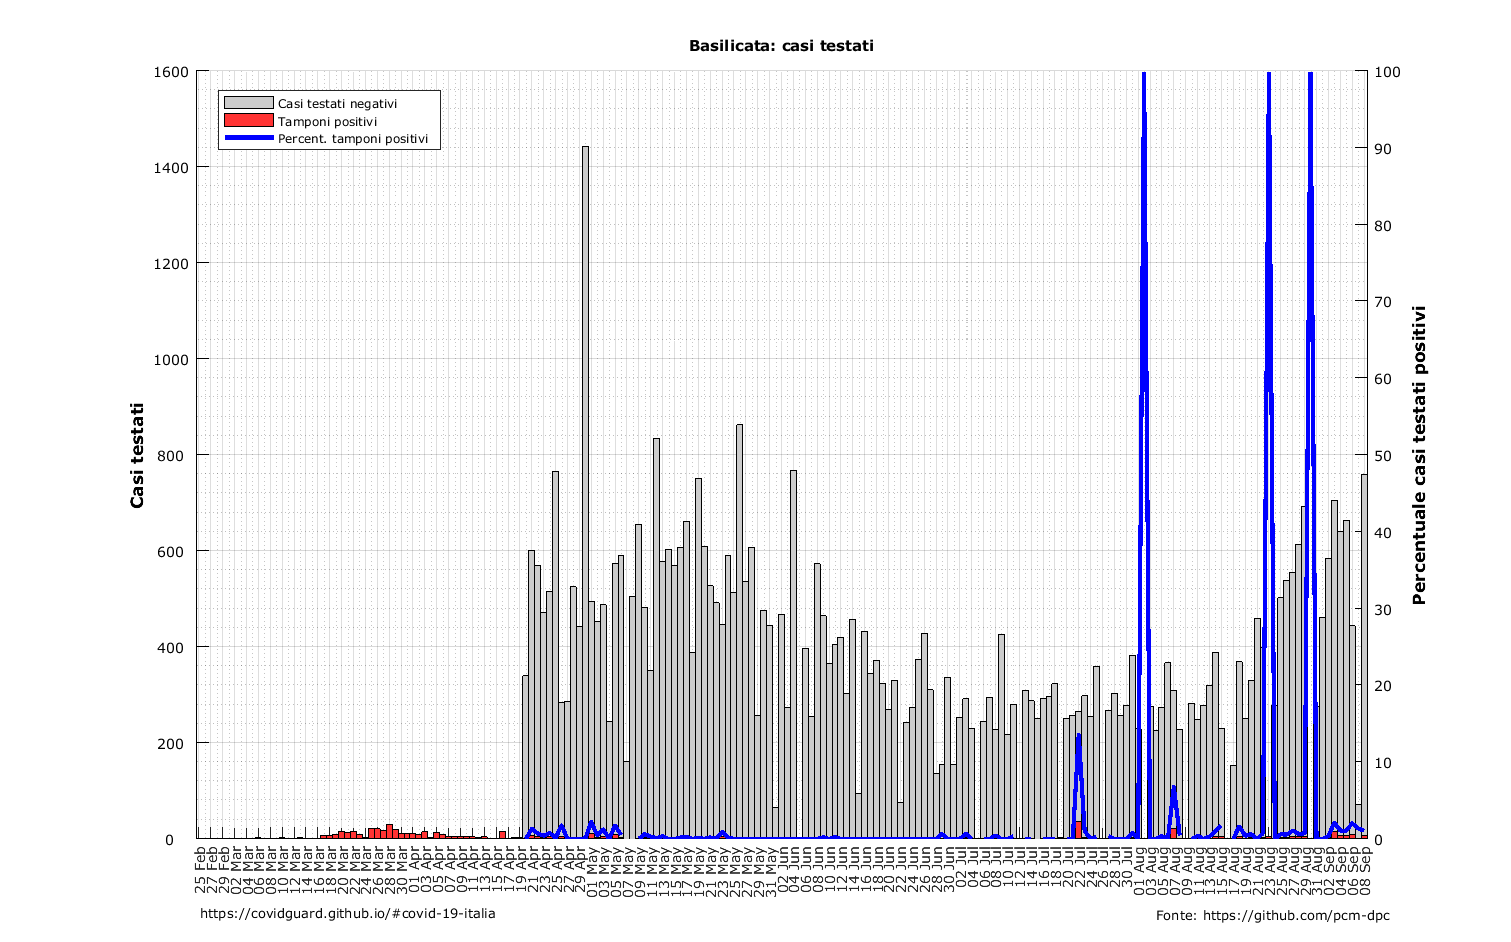 Basilicata: casi testati
Casi testati negativi
Tamponi positivi
Percent. tamponi positivi
Casi testati
1600
1400
1200
1000
800
600
400
200
0
Percentuale casi testati positivi
100
90
80
70
60
50
40
30
20
10
0
25 Feb
27 Feb
29 Feb
02 Mar
04 Mar
06 Mar
08 Mar
10 Mar
12 Mar
14 Mar
16 Mar
18 Mar
20 Mar
22 Mar
24 Mar
26 Mar
28 Mar
30 Mar
01 Apr
03 Apr
05 Apr
07 Apr
09 Apr
11 Apr
13 Apr
15 Apr
17 Apr
19 Apr
21 Apr
23 Apr
25 Apr
27 Apr
29 Apr
01 May
03 May
05 May
07 May
09 May
11 May
13 May
15 May
17 May
19 May
21 May
23 May
25 May
27 May
29 May
31 May
02 Jun
04 Jun
06 Jun
08 Jun
10 Jun
12 Jun
14 Jun
16 Jun
18 Jun
20 Jun
22 Jun
24 Jun
26 Jun
28 Jun
30 Jun
02 Jul
04 Jul
06 Jul
08 Jul
10 Jul
12 Jul
14 Jul
16 Jul
18 Jul
20 Jul
22 Jul
24 Jul
26 Jul
28 Jul
30 Jul
01 Aug
03 Aug
05 Aug
07 Aug
09 Aug
11 Aug
13 Aug
15 Aug
17 Aug
19 Aug
21 Aug
23 Aug
25 Aug
27 Aug
29 Aug
31 Aug
02 Sep
04 Sep
06 Sep
08 Sep
https://covidguard.github.io/#covid-19-italia
Fonte: https://github.com/pcm-dpc